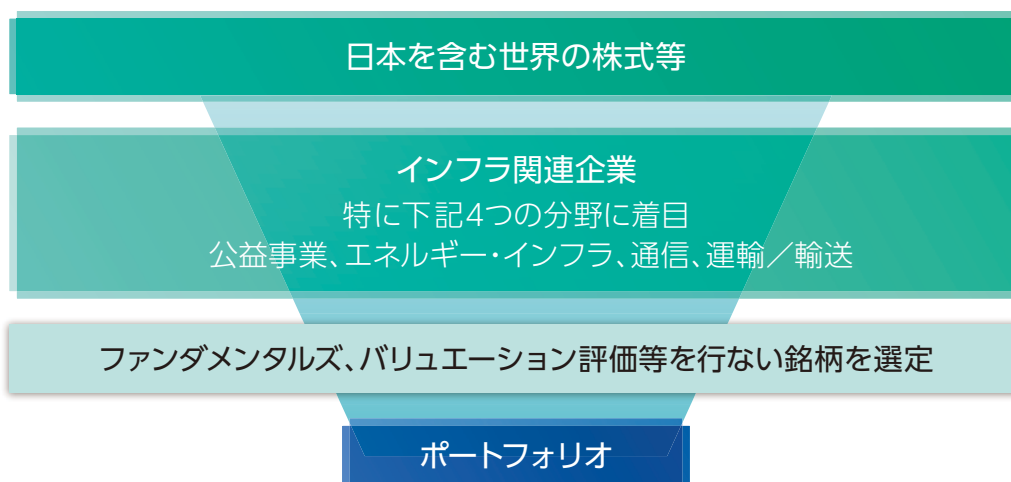 日本を含む世界の株式等
インフラ関連企業
特に下記4つの分野に着目
公益事業、エネルギー・インフラ、通信、運輸／輸送
ファンダメンタルズ、バリュエーション評価等を行ない銘柄を選定
ポートフォリオ